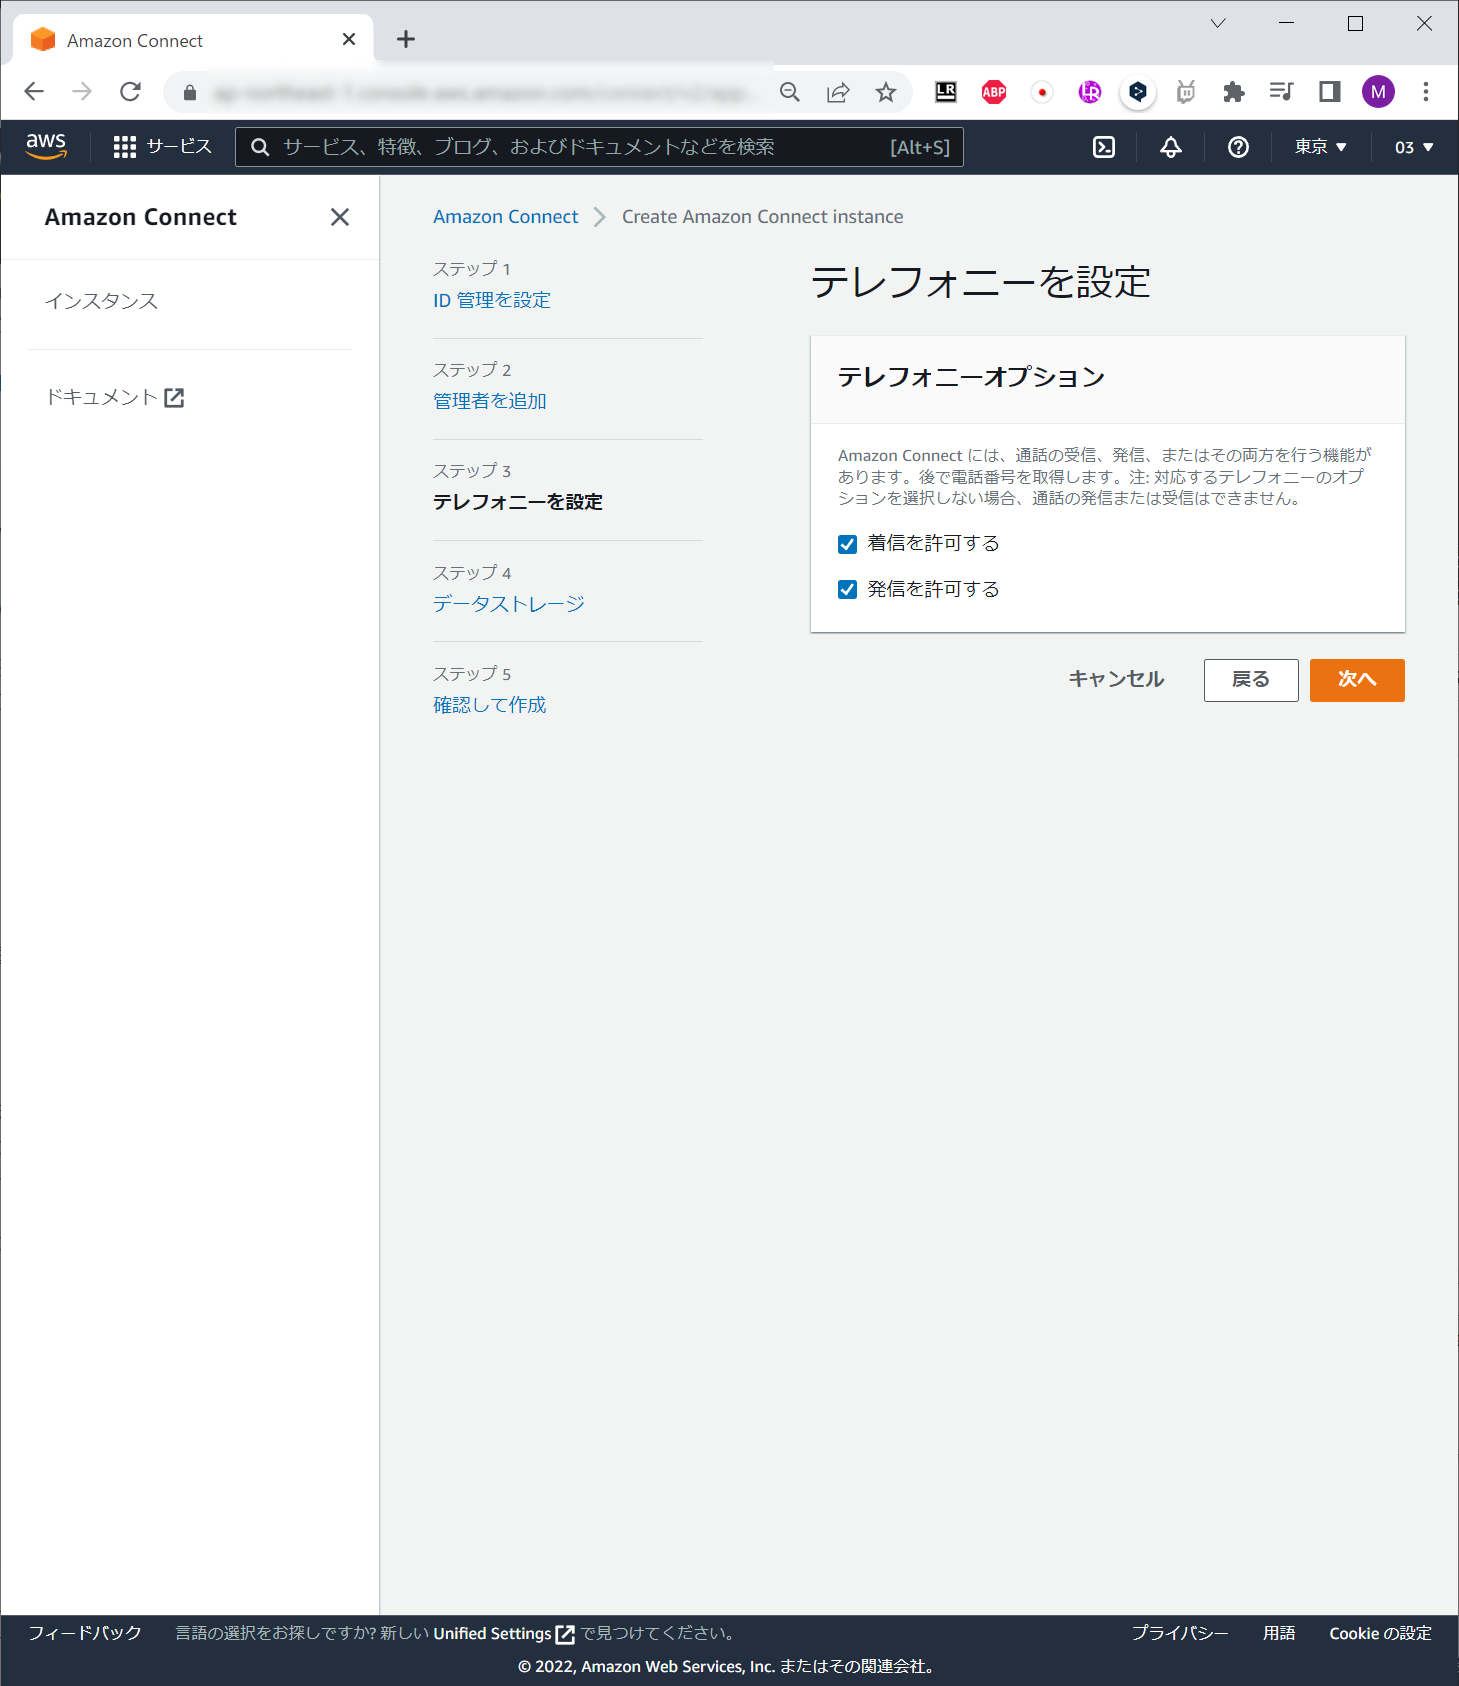 Amazon Connect
LR
ABP
LR
M
aws
サービス
サービス、特徴、ブログ、およびドキュメントなどを検索
[Alt+S]
東京 ▼
03 ▼
Amazon Connect
インスタンス
ドキュメント
Amazon Connect
Create Amazon Connect instance
ステップ 1
ID 管理を設定
ステップ 2
管理者を追加
ステップ 3
テレフォニーを設定
ステップ 4
データストレージ
ステップ 5
確認して作成
テレフォニーを設定
テレフォニーオプション
Amazon Connect には、通話の受信、発信、またはその両方を行う機能が
あります。後で電話番号を取得します。注: 対応するテレフォニーのオプ
ションを選択しない場合、通話の発信または受信はできません。
着信を許可する
発信を許可する
キャンセル
戻る
次へ
フィードバック
言語の選択をお探しですか? 新しい Unified Settings で見つけてください。
プライバシー
用語
Cookie の設定
© 2022, Amazon Web Services, Inc. またはその関連会社。